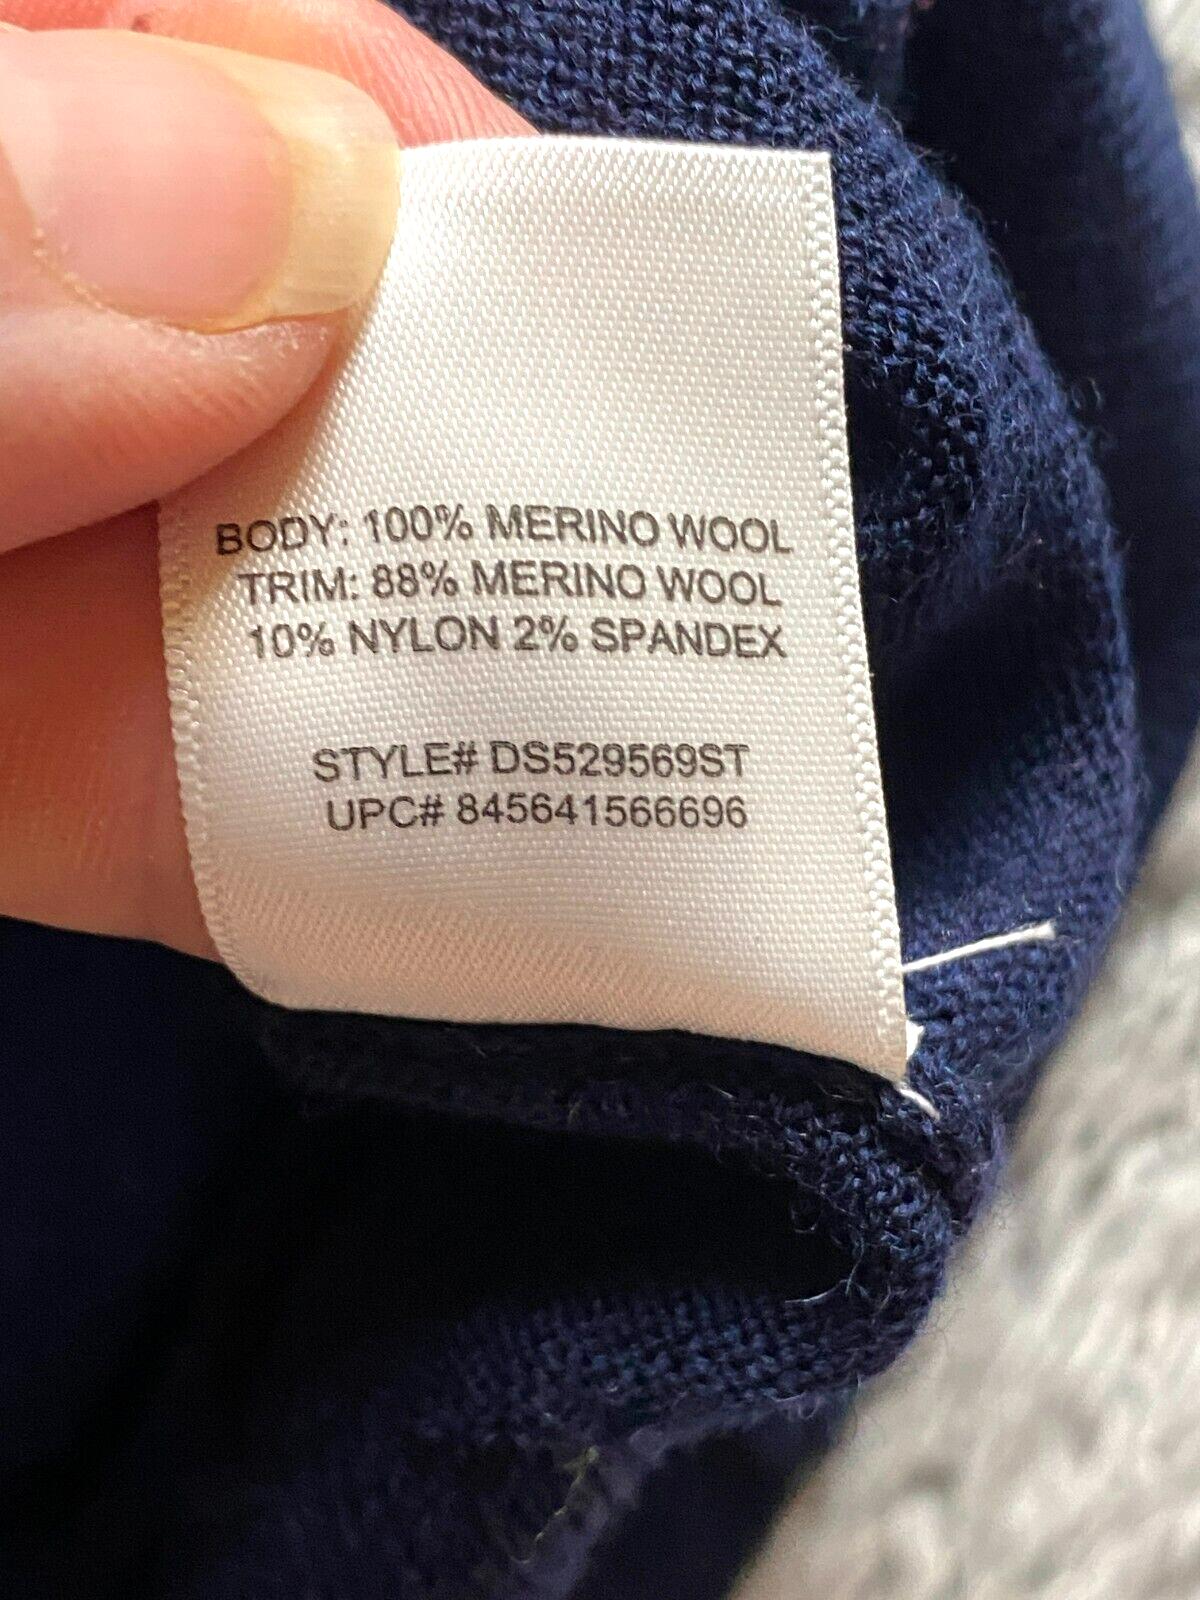 BODY: 100% MERINO WOOL
TRIM: 88% MERINO WOOL
10% NYLON 2% SPANDEX
STYLE# DS529569ST
UPC# 845641566696